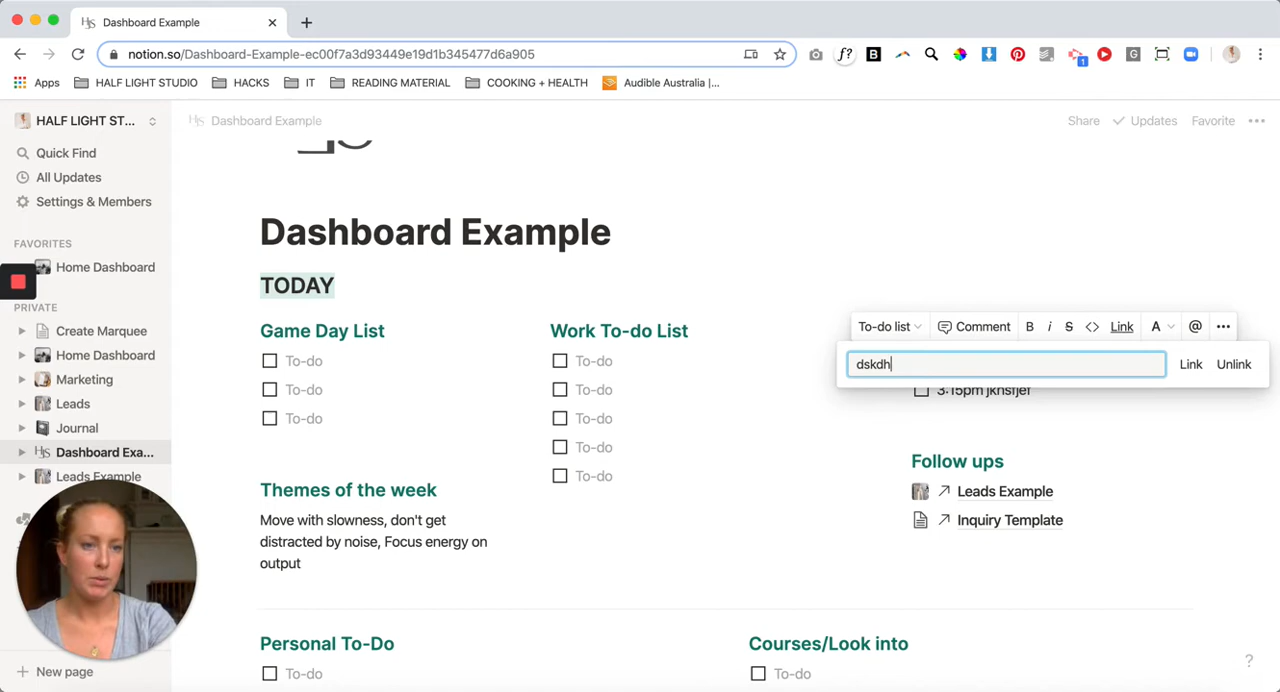 Dashboard Example
notion.so/Dashboard-Example-ec00f7a3d93449e19d1b345477d6a905
f?
B
G
1
Apps
HALF LIGHT STUDIO
HACKS
IT
READING MATERIAL
COOKING + HEALTH
Audible Australia |...
HALF LIGHT ST...
Dashboard Example
Share
Updates
Favorite
Quick Find
All Updates
Settings & Members
FAVORITES
Home Dashboard
PRIVATE
Create Marquee
Home Dashboard
Marketing
Leads
Journal
Dashboard Exa...
Leads Example
New page
Dashboard Example
TODAY
Game Day List
To-do
To-do
To-do
Work To-do List
To-do
To-do
To-do
To-do
To-do
To-do list
Comment
B
i
S
<>
Link
A
@
dskdh
Link
Unlink
3:15pm jknsfjef
Follow ups
Leads Example
Inquiry Template
Themes of the week
Move with slowness, don't get
distracted by noise, Focus energy on
output
Personal To-Do
To-do
Courses/Look into
To-do
?